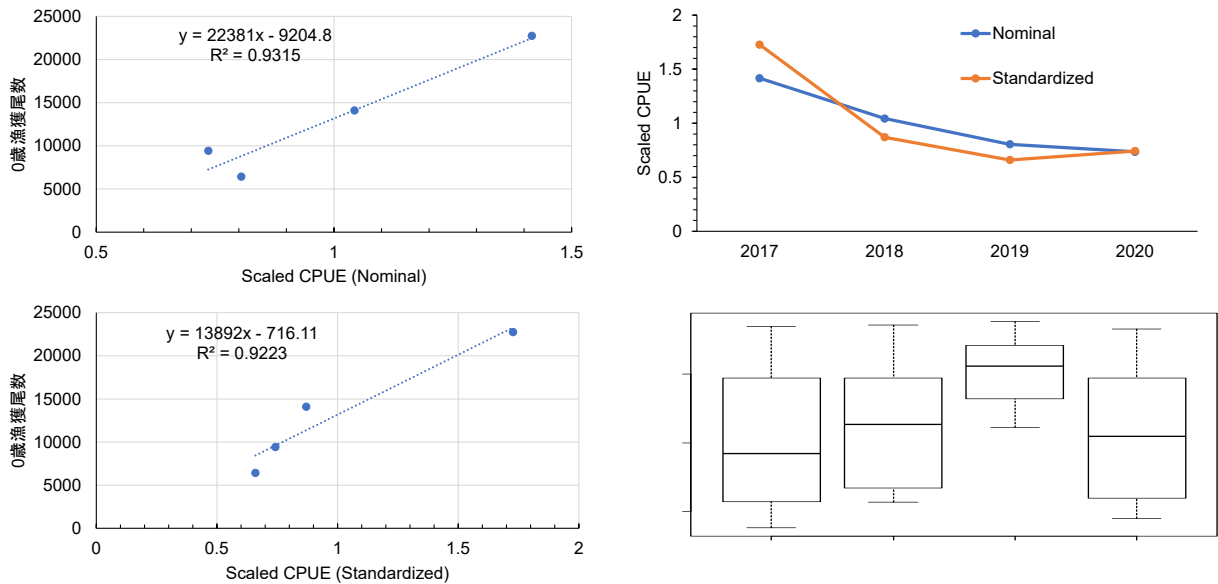 25000
20000
15000
10000
5000
0
0歳漁獲尾数
y = 22381x - 9204.8
R² = 0.9315
0.5
1
1.5
Scaled CPUE (Nominal)
2
1.5
1
0.5
0
Scaled CPUE
Nominal
Standardized
2017
2018
2019
2020
25000
20000
15000
10000
5000
0
0歳漁獲尾数
y = 13892x - 716.11
R² = 0.9223
0
0.5
1
1.5
2
Scaled CPUE (Standardized)